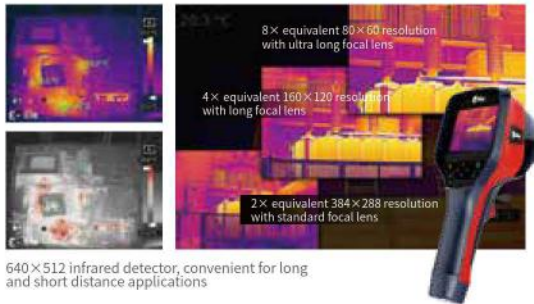 8× equivalent 80×60 resolution
with ultra long focal lens
4× equivalent 160×120 resolution
with long focal lens
2× equivalent 384×288 resolution
with standard focal lens
640×512 infrared detector, convenient for long
and short distance applications